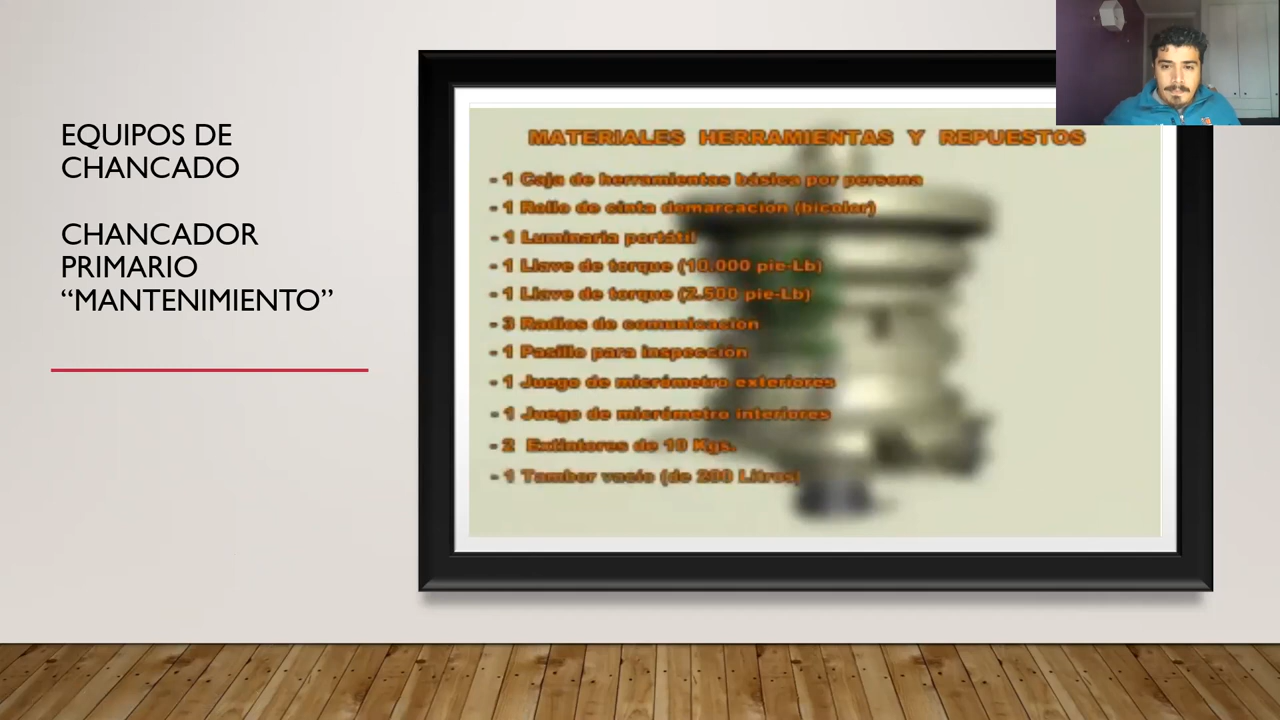 EQUIPOS DE
CHANCADO
CHANCADOR
PRIMARIO
“MANTENIMIENTO”
MATERIALES HERRAMIENTAS Y REPUESTOS
- 1 Caja de herramientas básica por persona
- 1 Rollo de cinta demarcación (bicolor)
- 1 Luminaria portátil
- 1 Llave de torque (10.000 pie-Lb)
- 1 Llave de torque (2.500 pie-Lb)
- 3 Radios de comunicación
- 1 Pasillo para inspección
- 1 Juego de micrómetro exteriores
- 1 Juego de micrómetro interiores
- 2 Extintores de 10 Kgs.
- 1 Tambor vacío (de 200 Litros)